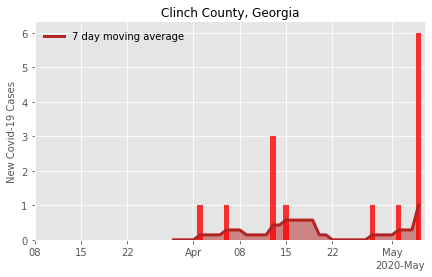 Clinch County, Georgia
7 day moving average
New Covid-19 Cases
6
5
4
3
2
1
0
08 15 22 Apr 08 15 22 May
2020-May